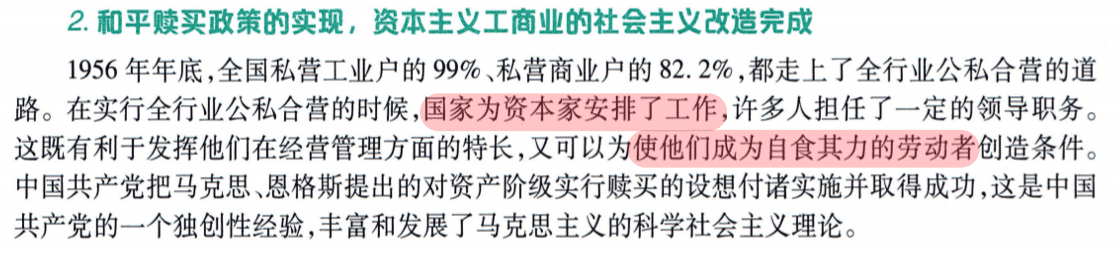 2. 和平赎买政策的实现，资本主义工商业的社会主义改造完成
1956 年年底,全国私营工业户的 99%、私营商业户的 82. 2%,都走上了全行业公私合营的道
路。在实行全行业公私合营的时候,国家为资本家安排了工作,许多人担任了一定的领导职务。
这既有利于发挥他们在经营管理方面的特长,又可以为使他们成为自食其力的劳动者创造条件。
中国共产党把马克思、恩格斯提出的对资产阶级实行赎买的设想付诸实施并取得成功,这是中国
共产党的一个独创性经验,丰富和发展了马克思主义的科学社会主义理论。